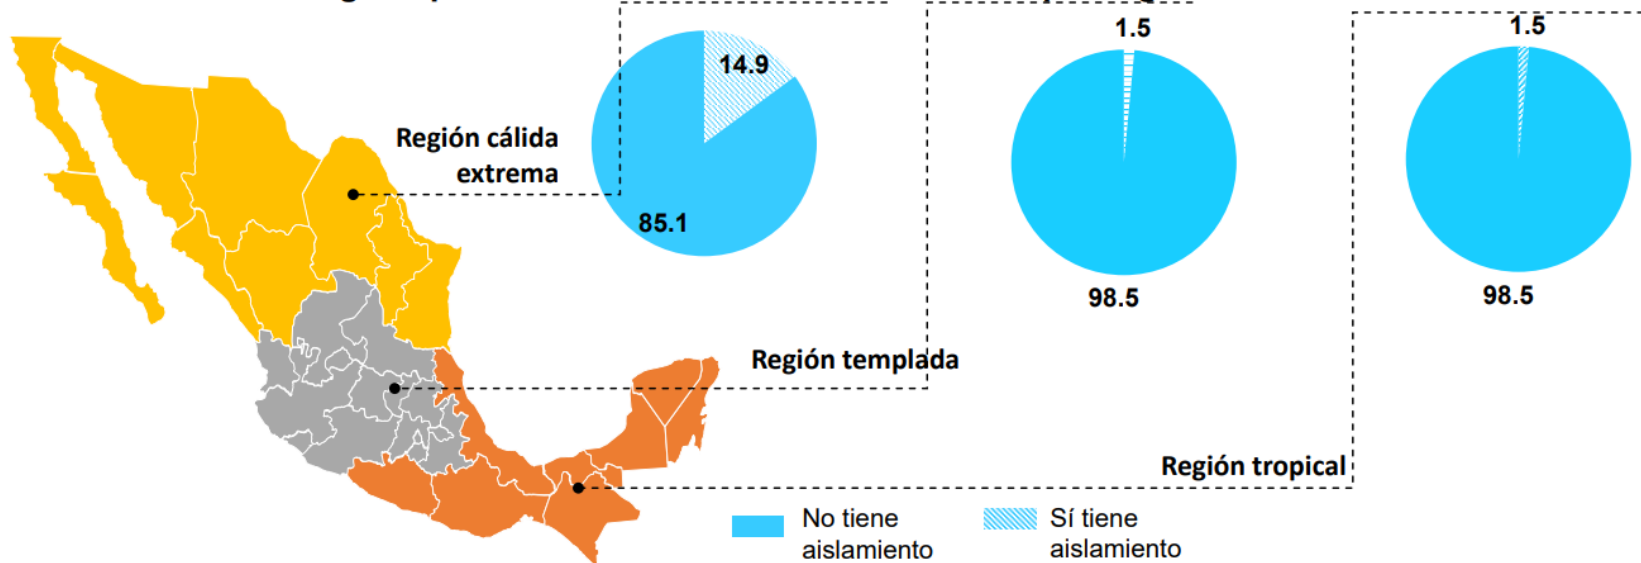 1.5
1.5
14.9
Región cálida
extrema
85.1
98.5
98.5
Región templada
Región tropical
No tiene
aislamiento
Sí tiene
aislamiento